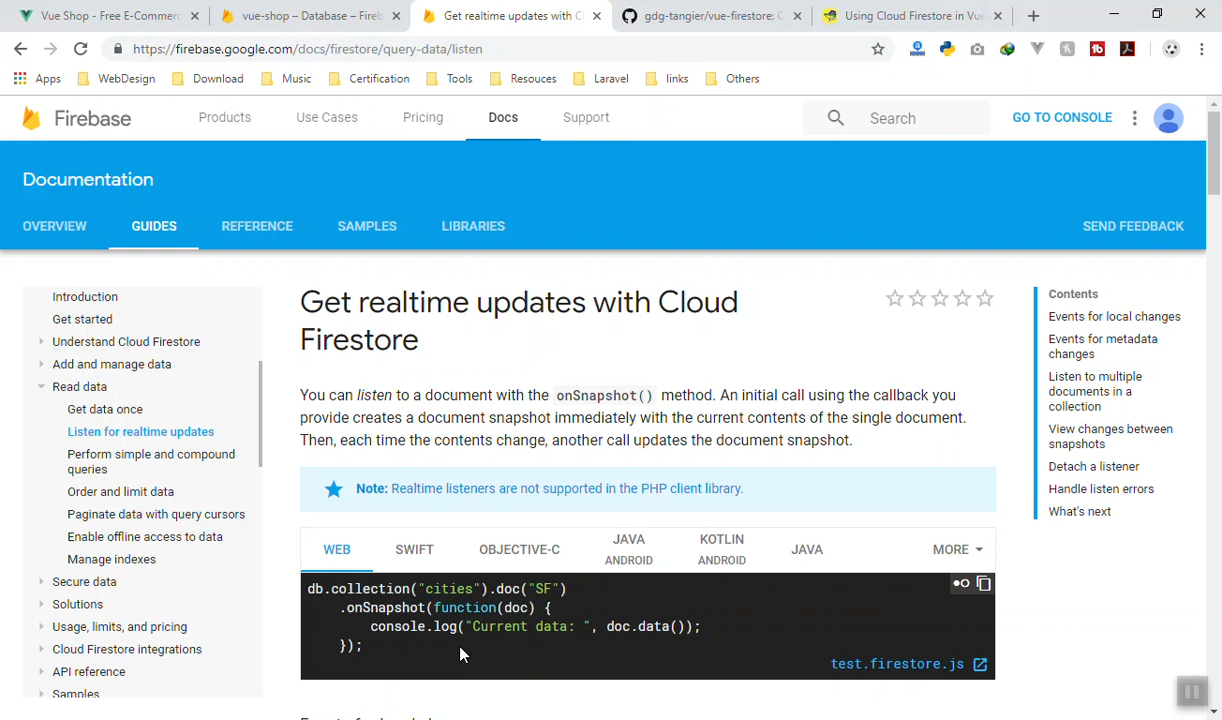 Vue Shop - Free E-Commerc
vue-shop – Database – Fireb
Get realtime updates with C
gdg-tangier/vue-firestore: C
Using Cloud Firestore in Vue
https://firebase.google.com/docs/firestore/query-data/listen
Apps
WebDesign
Download
Music
Certification
Tools
Resouces
Laravel
links
Others
Firebase
Products
Use Cases
Pricing
Docs
Support
Search
GO TO CONSOLE
Documentation
OVERVIEW
GUIDES
REFERENCE
SAMPLES
LIBRARIES
SEND FEEDBACK
Introduction
Get started
Understand Cloud Firestore
Add and manage data
Read data
Get data once
Listen for realtime updates
Perform simple and compound
queries
Order and limit data
Paginate data with query cursors
Enable offline access to data
Manage indexes
Secure data
Solutions
Usage, limits, and pricing
Cloud Firestore integrations
API reference
Samples
Get realtime updates with Cloud
Firestore
You can listen to a document with the onSnapshot() method. An initial call using the callback you
provide creates a document snapshot immediately with the current contents of the single document.
Then, each time the contents change, another call updates the document snapshot.
Note: Realtime listeners are not supported in the PHP client library.
WEB
SWIFT
OBJECTIVE-C
JAVA
ANDROID
KOTLIN
ANDROID
JAVA
MORE
db.collection("cities").doc("SF")
.onSnapshot(function(doc) {
console.log("Current data: ", doc.data());
});
test.firestore.js
Contents
Events for local changes
Events for metadata
changes
Listen to multiple
documents in a
collection
View changes between
snapshots
Detach a listener
Handle listen errors
What's next